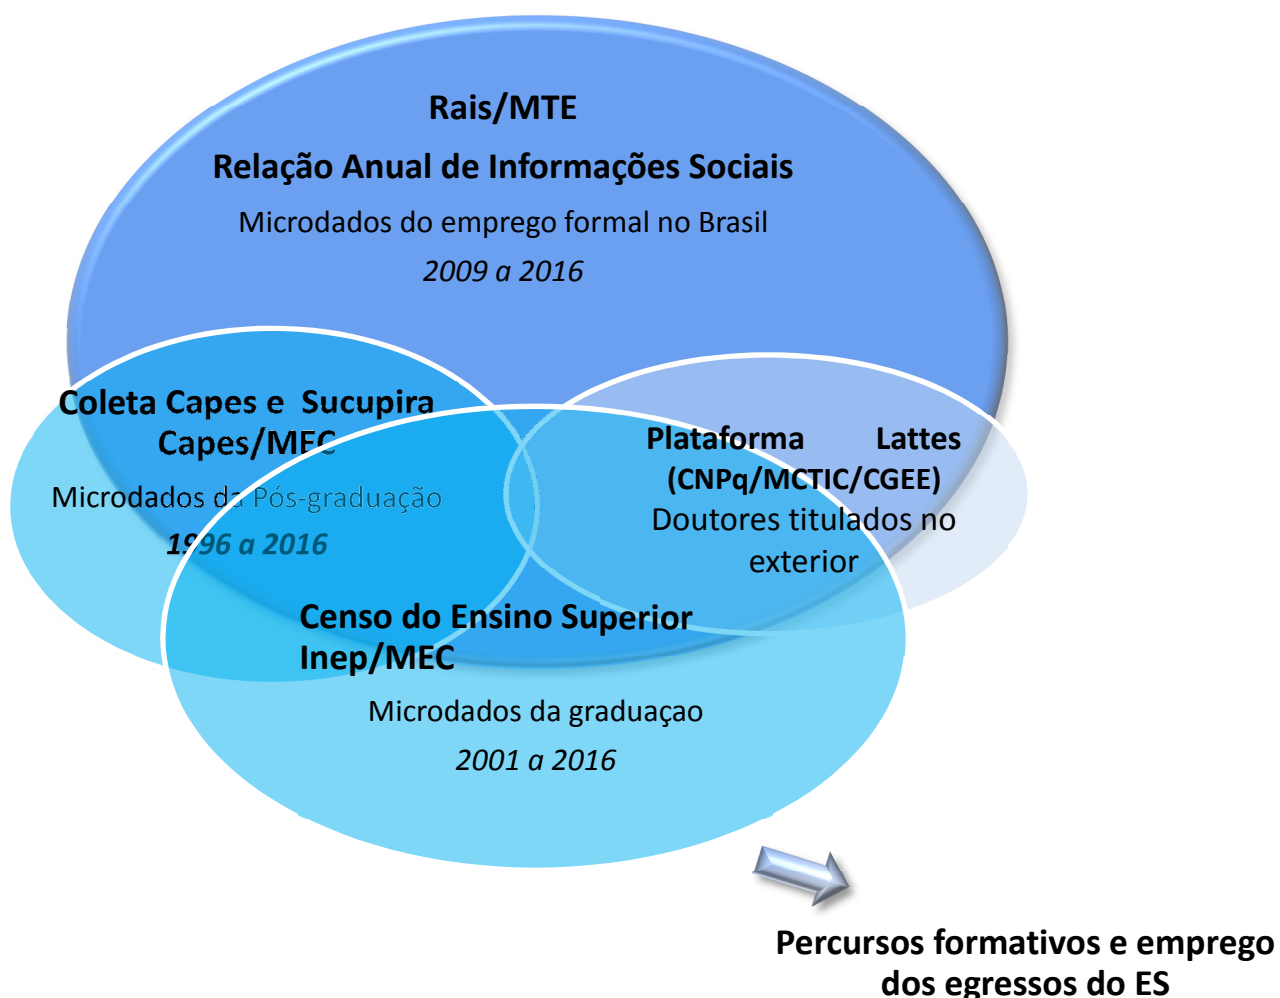 Rais/MTE
Relação Anual de Informações Sociais
Microdados do emprego formal no Brasil
2009 a 2016
Coleta Capes e Sucupira
Capes/MEC
Microdados da Pós-graduação
1996 a 2016
Plataforma Lattes
(CNPq/MCTIC/CGEE)
Doutores titulados no
exterior
Censo do Ensino Superior
Inep/MEC
Microdados da graduaçao
2001 a 2016
Percursos formativos e emprego
dos egressos do ES